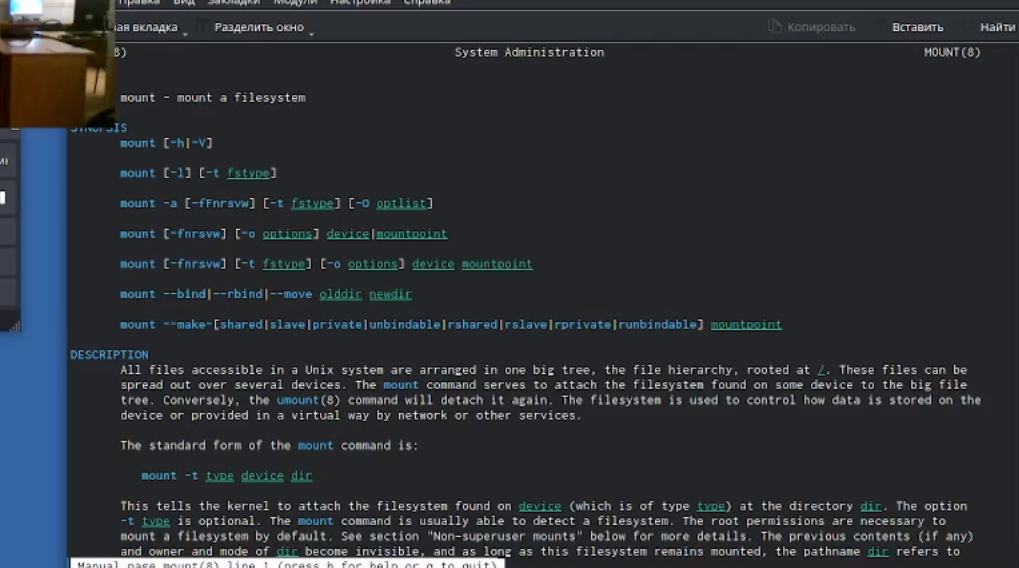 Правка Вид Закладки Модули Настройка Справка
ая вкладка Разделить окно Копировать Вставить Найти
8) System Administration MOUNT(8)
mount - mount a filesystem
SYNOPSIS
mount [-h|-V]
mount [-l] [-t fstype]
mount -a [-fFnrsvw] [-t fstype] [-O optlist]
mount [-fnrsvw] [-o options] device|mountpoint
mount [-fnrsvw] [-t fstype] [-o options] device mountpoint
mount --bind|--rbind|--move olddir newdir
mount --make-[shared|slave|private|unbindable|rshared|rslave|rprivate|runbindable] mountpoint
DESCRIPTION
All files accessible in a Unix system are arranged in one big tree, the file hierarchy, rooted at /. These files can be
spread out over several devices. The mount command serves to attach the filesystem found on some device to the big file
tree. Conversely, the umount(8) command will detach it again. The filesystem is used to control how data is stored on the
device or provided in a virtual way by network or other services.
The standard form of the mount command is:
mount -t type device dir
This tells the kernel to attach the filesystem found on device (which is of type type) at the directory dir. The option
-t type is optional. The mount command is usually able to detect a filesystem. The root permissions are necessary to
mount a filesystem by default. See section "Non-superuser mounts" below for more details. The previous contents (if any)
and owner and mode of dir become invisible, and as long as this filesystem remains mounted, the pathname dir refers to
Manual page mount(8) line 1 (press h for help or q to quit)